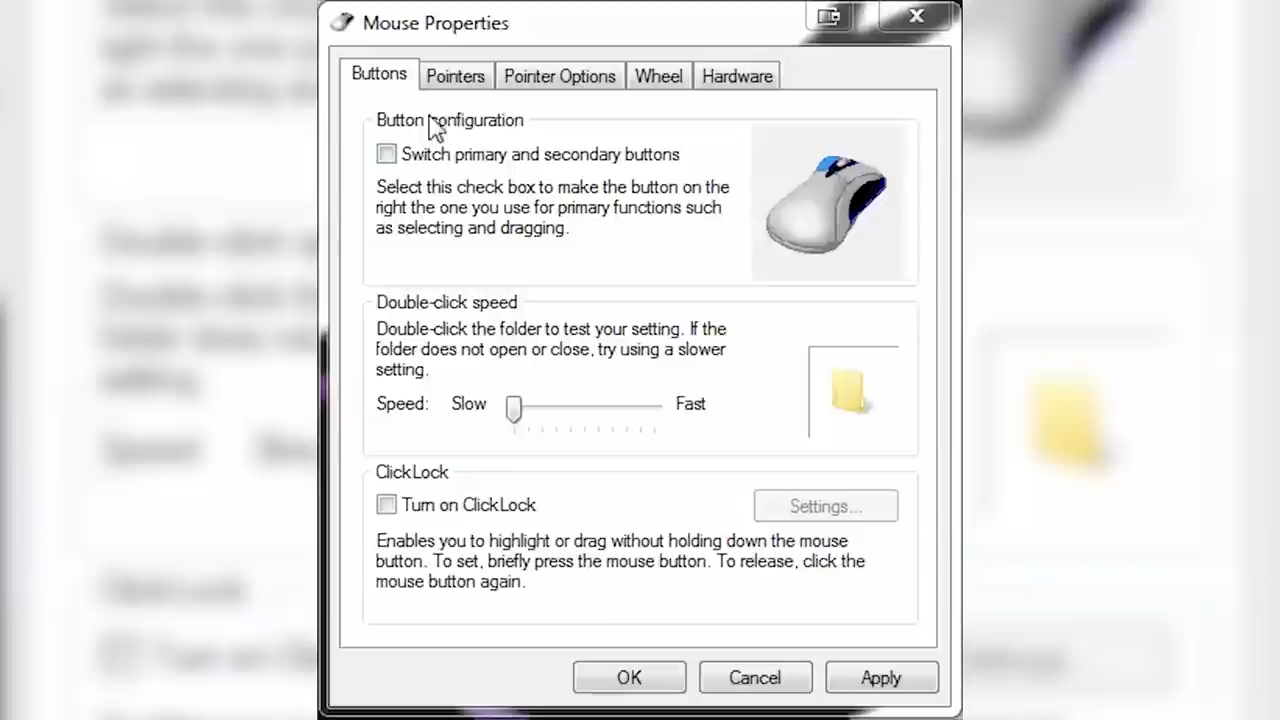 Mouse Properties
Buttons
Pointers
Pointer Options
Wheel
Hardware
Button configuration
Switch primary and secondary buttons
Select this check box to make the button on the
right the one you use for primary functions such
as selecting and dragging.
Double-click speed
Double-click the folder to test your setting. If the
folder does not open or close, try using a slower
setting.
Speed: Slow Fast
ClickLock
Turn on ClickLock
Settings...
Enables you to highlight or drag without holding down the mouse
button. To set, briefly press the mouse button. To release, click the
mouse button again.
OK
Cancel
Apply